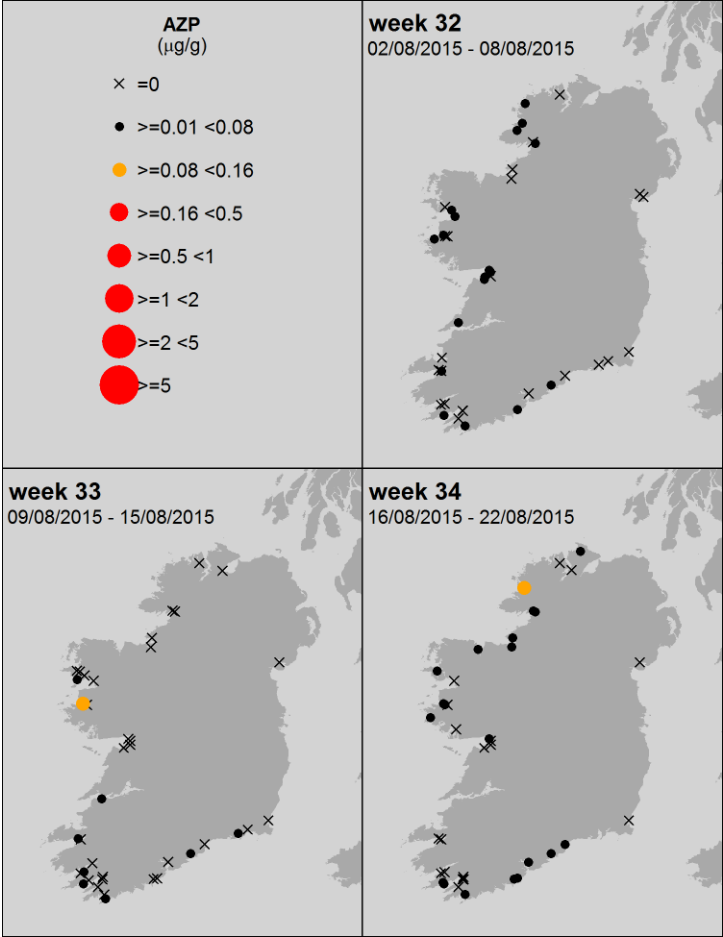 AZP
(μg/g)
=0
>=0.01 <0.08
>=0.08 <0.16
>=0.16 <0.5
>=0.5 <1
>=1 <2
>=2 <5
>=5
week 32
02/08/2015 - 08/08/2015
week 33
09/08/2015 - 15/08/2015
week 34
16/08/2015 - 22/08/2015